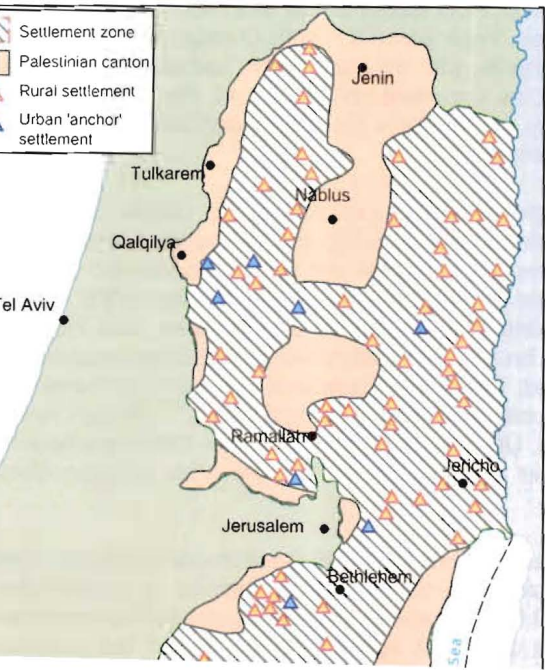 Settlement zone
Palestinian canton
Rural settlement
Urban 'anchor'
settlement
Jenin
Tulkarem
Nablus
Qalqilya
Tel Aviv
Ramallah
Jericho
Jerusalem
Bethlehem
Sea